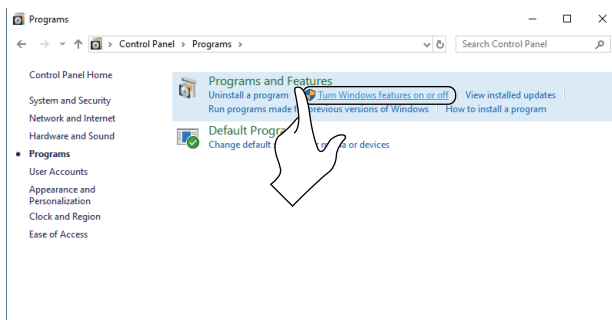 Programs
Control Panel > Programs >
Search Control Panel
Control Panel Home
System and Security
Network and Internet
Hardware and Sound
Programs
User Accounts
Appearance and
Personalization
Clock and Region
Ease of Access
Programs and Features
Uninstall a program Turn Windows features on or off View installed updates
Run programs made previous versions of Windows How to install a program
Default
Change default or devices